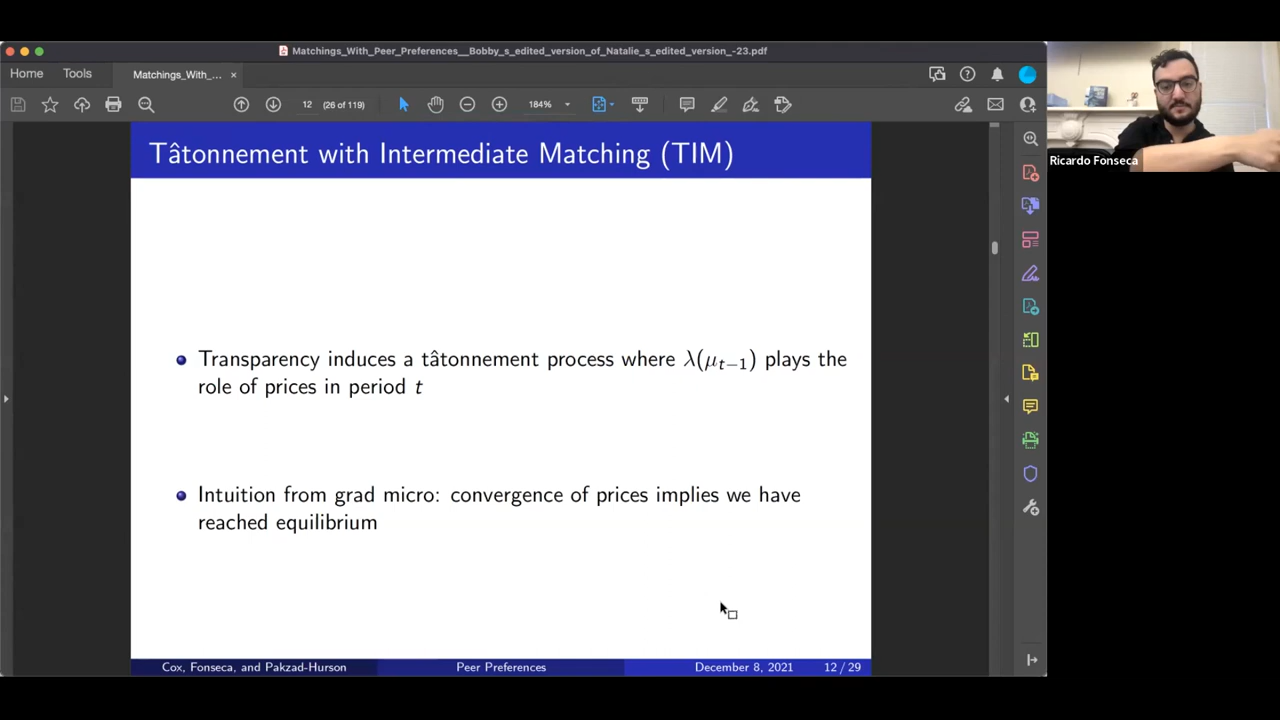 Matchings_With_Peer_Preferences__Bobby_s_edited_version_of_Natalie_s_edited_version_-23.pdf
Home Tools Matchings_With_... ×
12 (26 of 119) 184%
Tâtonnement with Intermediate Matching (TIM)
Transparency induces a tâtonnement process where λ(μₜ₋₁) plays the
role of prices in period t
Intuition from grad micro: convergence of prices implies we have
reached equilibrium
Cox, Fonseca, and Pakzad-Hurson Peer Preferences December 8, 2021 12 / 29
Ricardo Fonseca